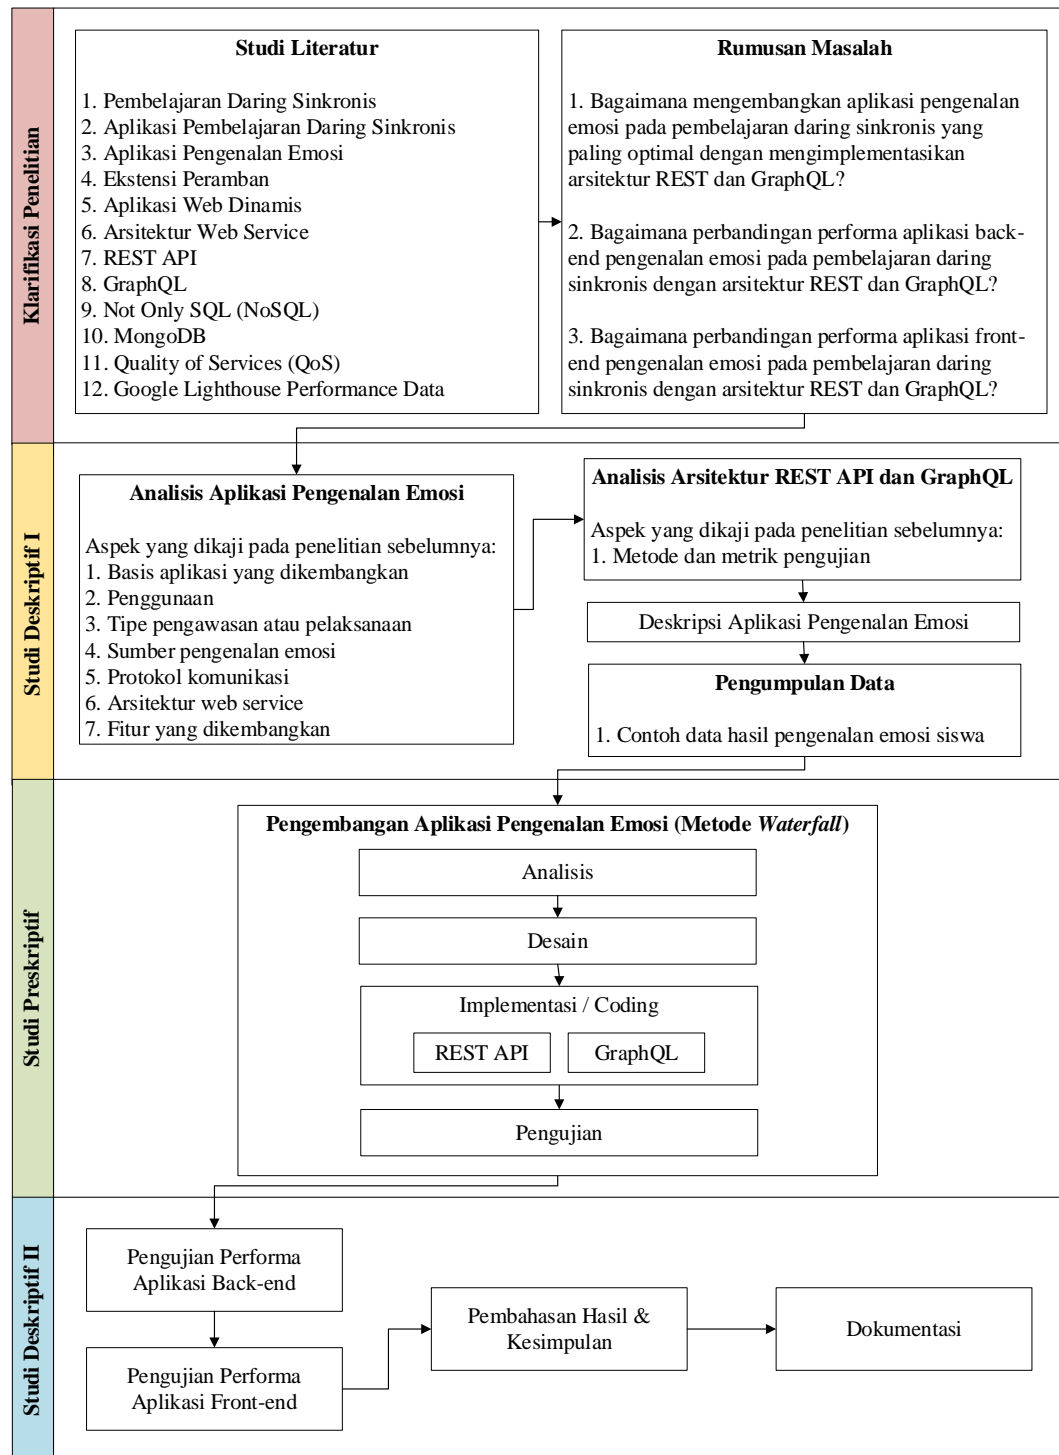 Klarifikasi Penelitian
Studi Literatur
1. Pembelajaran Daring Sinkronis
2. Aplikasi Pembelajaran Daring Sinkronis
3. Aplikasi Pengenalan Emosi
4. Ekstensi Peramban
5. Aplikasi Web Dinamis
6. Arsitektur Web Service
7. REST API
8. GraphQL
9. Not Only SQL (NoSQL)
10. MongoDB
11. Quality of Services (QoS)
12. Google Lighthouse Performance Data
Rumusan Masalah
1. Bagaimana mengembangkan aplikasi pengenalan
emosi pada pembelajaran daring sinkronis yang
paling optimal dengan mengimplementasikan
arsitektur REST dan GraphQL?
2. Bagaimana perbandingan performa aplikasi back-
end pengenalan emosi pada pembelajaran daring
sinkronis dengan arsitektur REST dan GraphQL?
3. Bagaimana perbandingan performa aplikasi front-
end pengenalan emosi pada pembelajaran daring
sinkronis dengan arsitektur REST dan GraphQL?
Studi Deskriptif I
Analisis Aplikasi Pengenalan Emosi
Aspek yang dikaji pada penelitian sebelumnya:
1. Basis aplikasi yang dikembangkan
2. Penggunaan
3. Tipe pengawasan atau pelaksanaan
4. Sumber pengenalan emosi
5. Protokol komunikasi
6. Arsitektur web service
7. Fitur yang dikembangkan
Analisis Arsitektur REST API dan GraphQL
Aspek yang dikaji pada penelitian sebelumnya:
1. Metode dan metrik pengujian
Deskripsi Aplikasi Pengenalan Emosi
Pengumpulan Data
1. Contoh data hasil pengenalan emosi siswa
Studi Preskriptif
Pengembangan Aplikasi Pengenalan Emosi (Metode Waterfall)
Analisis
Desain
Implementasi / Coding
REST API
GraphQL
Pengujian
Studi Deskriptif II
Pengujian Performa
Aplikasi Back-end
Pengujian Performa
Aplikasi Front-end
Pembahasan Hasil &
Kesimpulan
Dokumentasi